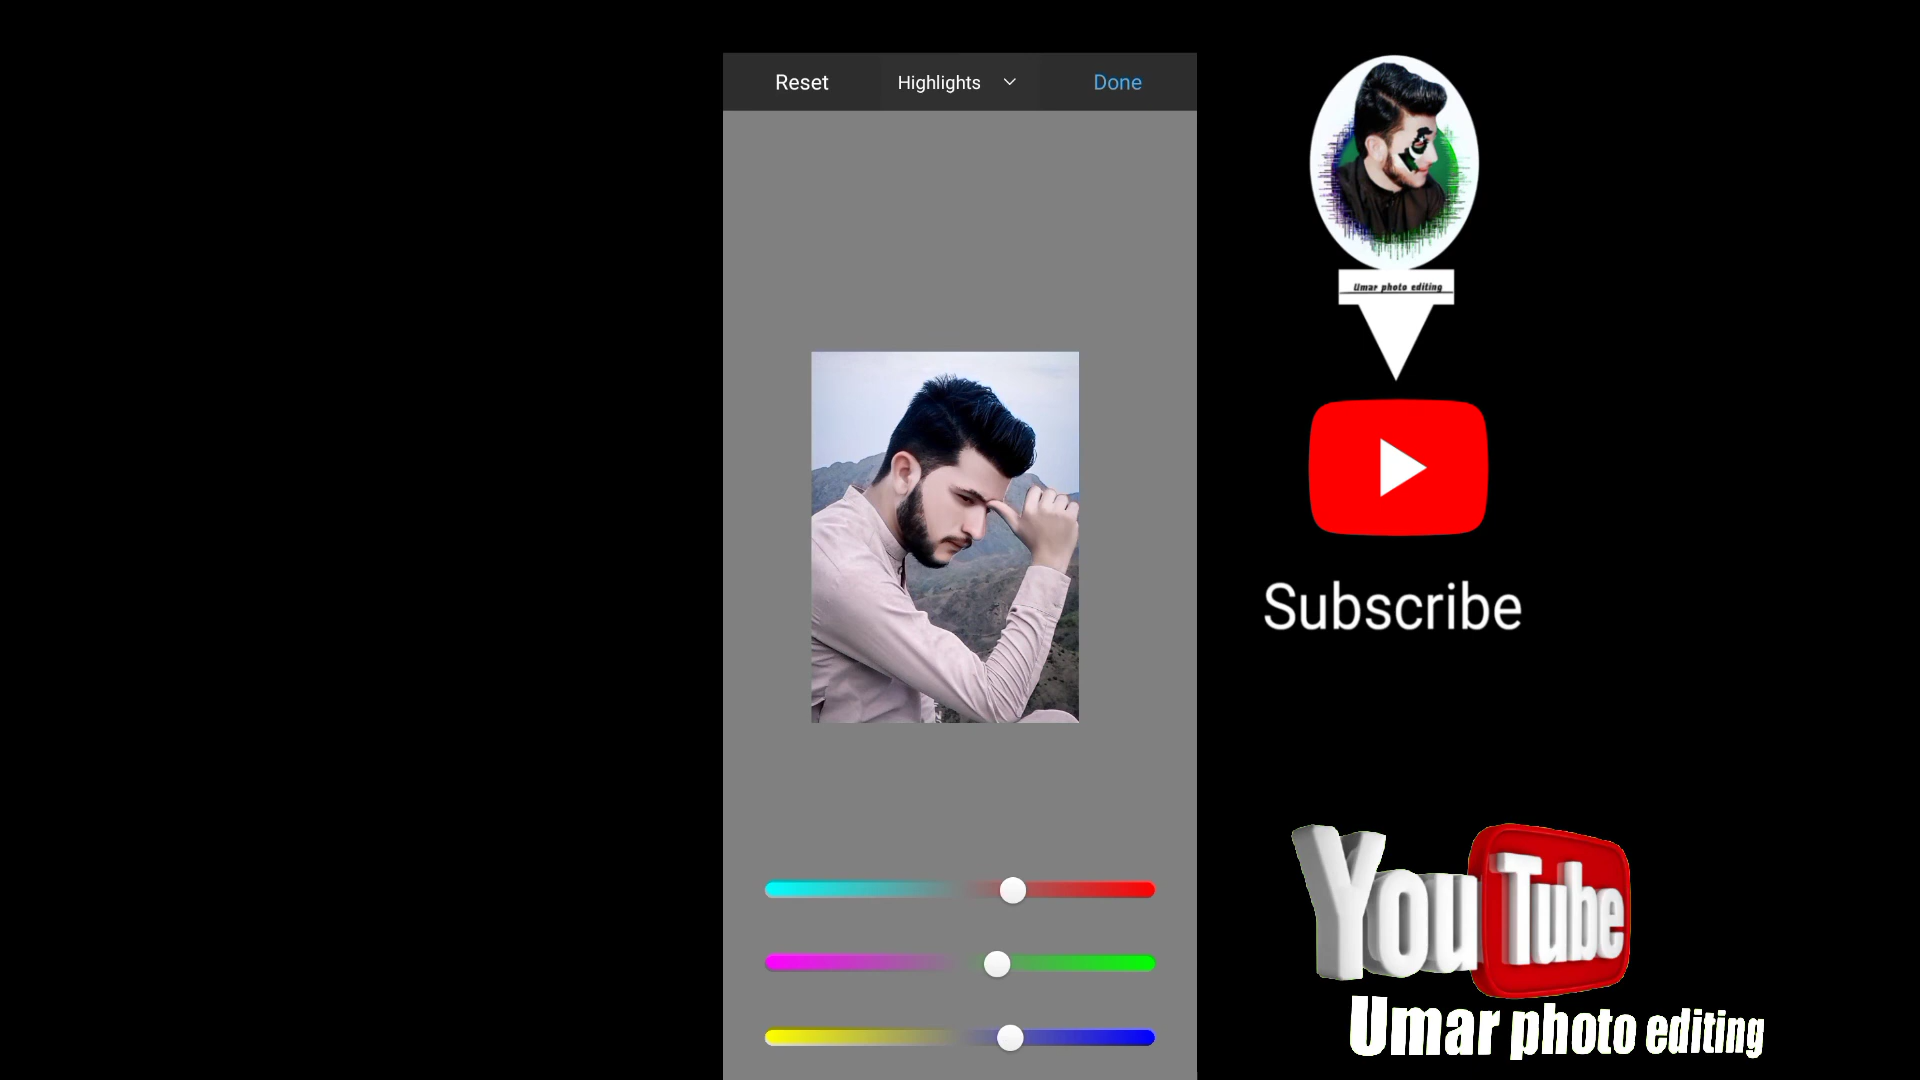 Reset Highlights Done
Umar photo editing
Subscribe
YouTube
Umar photo editing